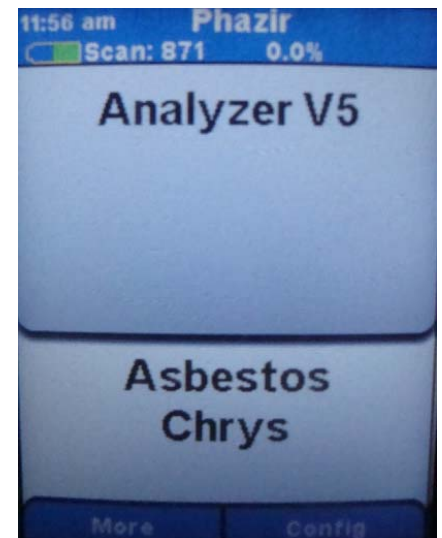 11:56 am Phazir
Scan: 871 0.0%
Analyzer V5
Asbestos
Chrys
More Config